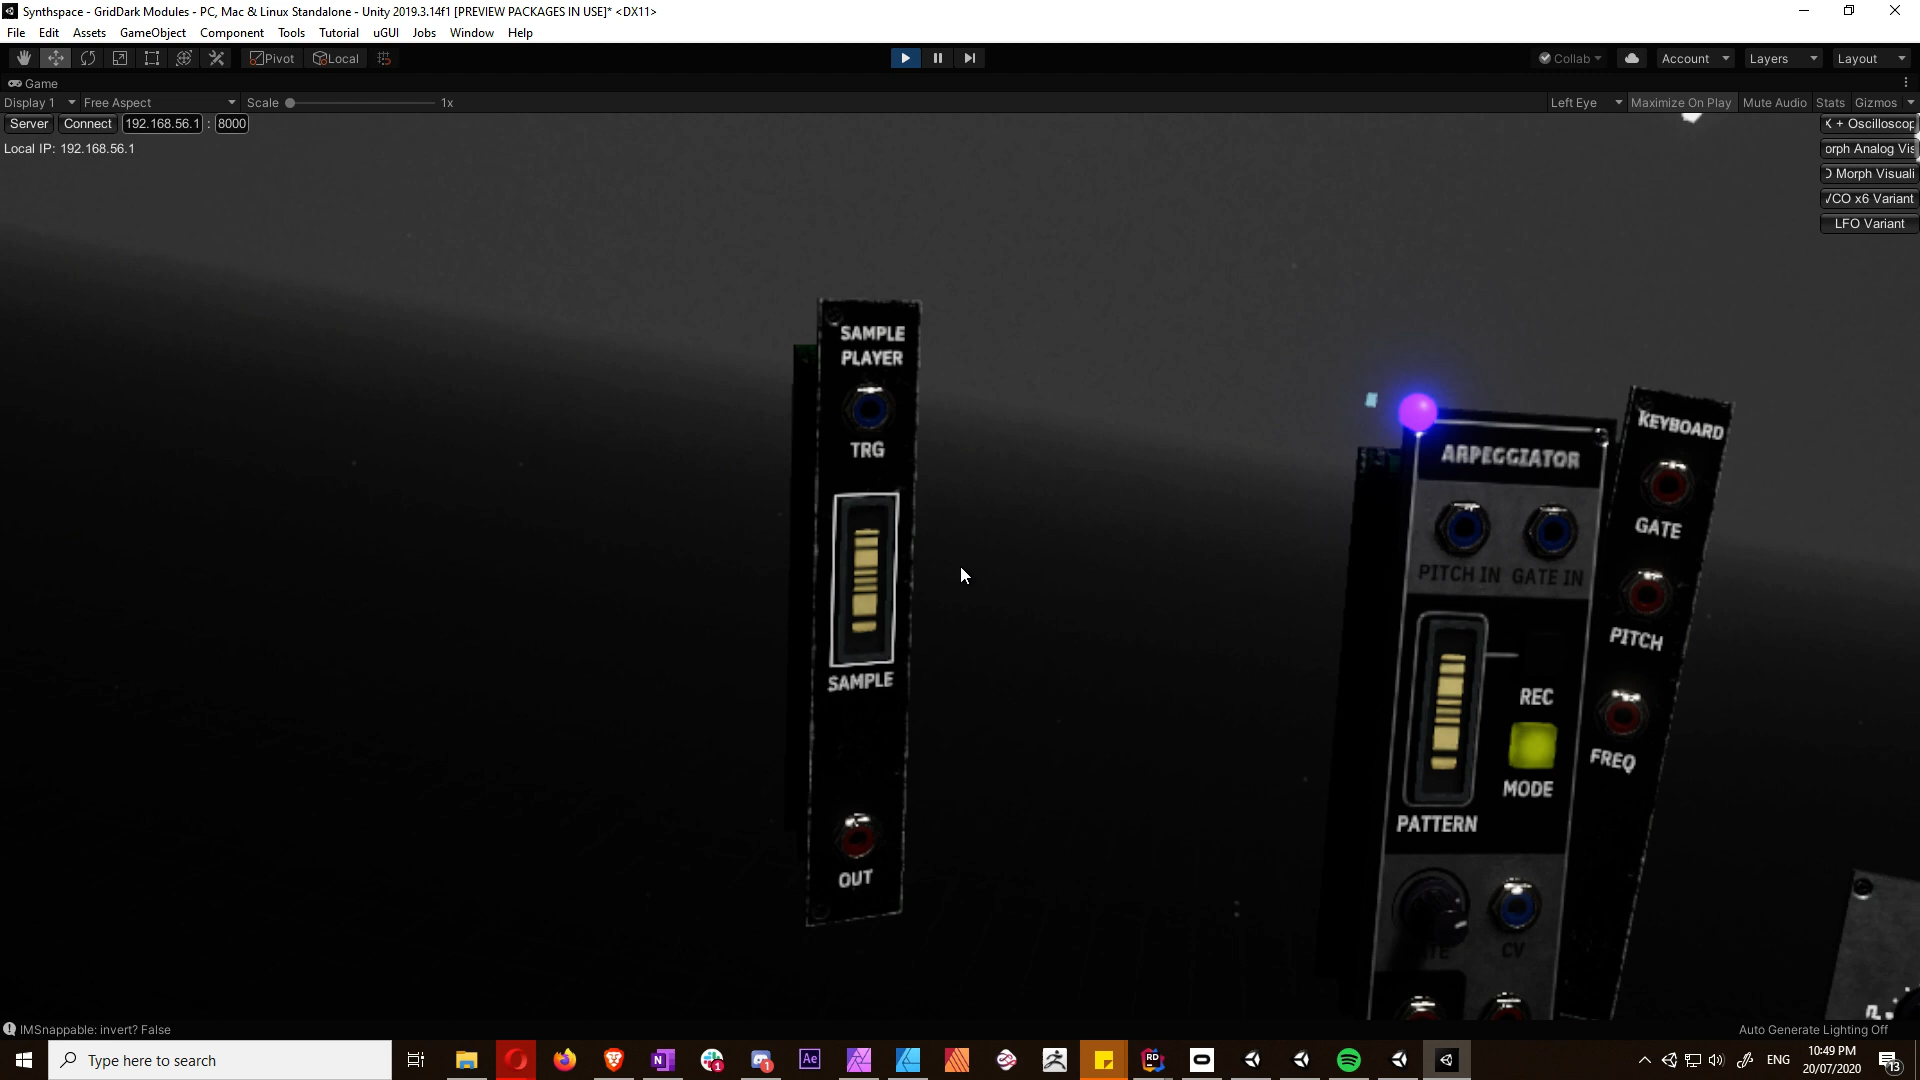 Synthspace - GridDark Modules - PC, Mac & Linux Standalone - Unity 2019.3.14f1 [PREVIEW PACKAGES IN USE]* <DX11>
File Edit Assets GameObject Component Tools Tutorial uGUI Jobs Window Help
Pivot Local Collab Account Layers Layout
Game
Display 1 Free Aspect Scale 1x Left Eye Maximize On Play Mute Audio Stats Gizmos
Server Connect 192.168.56.1 : 8000
Local IP: 192.168.56.1
K + Oscilloscop
orph Analog Vis
O Morph Visuali
VCO x6 Variant
LFO Variant
SAMPLE
PLAYER
TRG
SAMPLE
OUT
ARPEGGIATOR
PITCH IN GATE IN
REC
MODE
PATTERN
CV
KEYBOARD
GATE
PITCH
FREQ
IMSnappable: invert? False
Auto Generate Lighting Off
Type here to search
Ae
RD
ENG
10:49 PM
20/07/2020
13